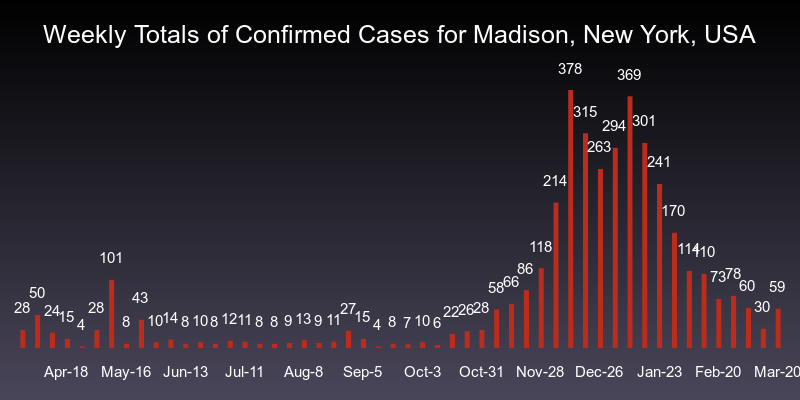 Weekly Totals of Confirmed Cases for Madison, New York, USA
28 50 24 15 4 28 101 8 43 10 14 8 10 8 12 11 8 8 9 13 9 11 27 15 4 8 7 10 6 22 26 28 58 66 86 118 214 378 315 263 294 369 301 241 170 114 110 73 78 60 30 59
Apr-18 May-16 Jun-13 Jul-11 Aug-8 Sep-5 Oct-3 Oct-31 Nov-28 Dec-26 Jan-23 Feb-20 Mar-20